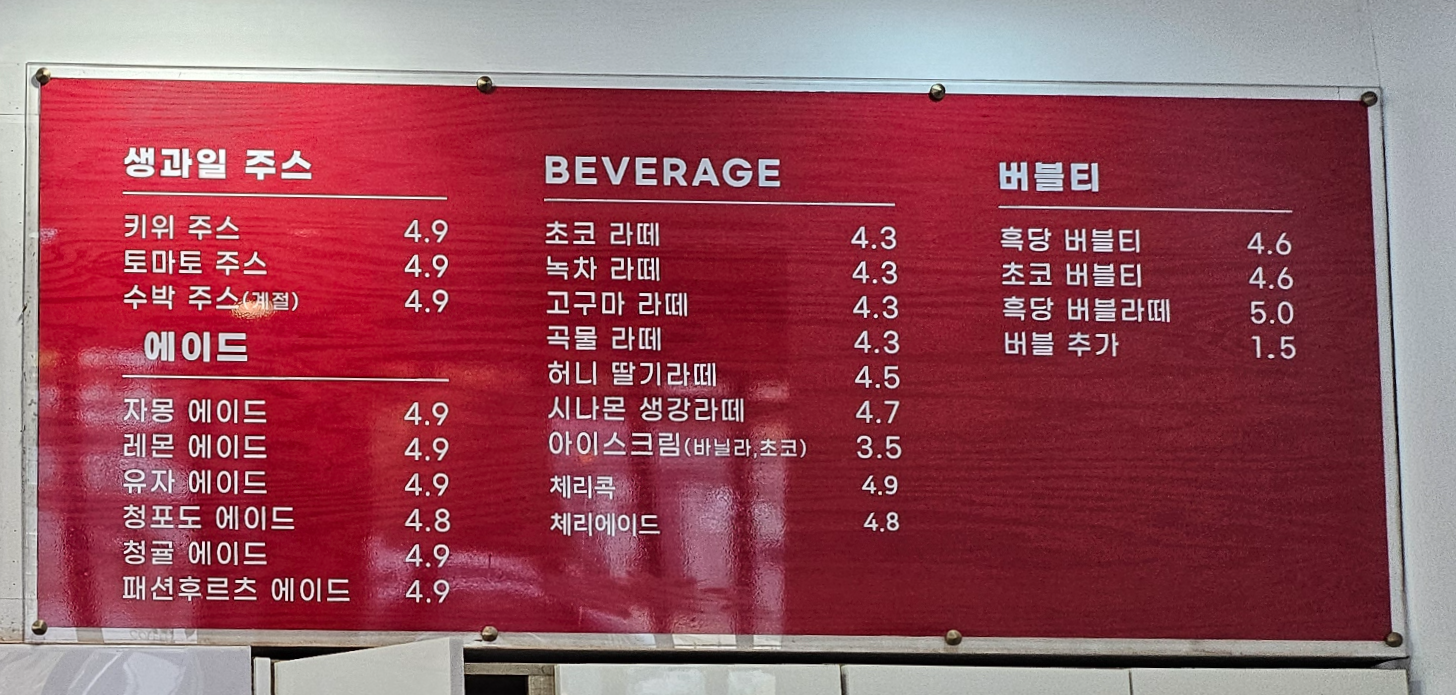 생과일 주스
키위 주스 4.9
토마토 주스 4.9
수박 주스(계절) 4.9
에이드
자몽 에이드 4.9
레몬 에이드 4.9
유자 에이드 4.9
청포도 에이드 4.8
청귤 에이드 4.9
패션후르츠 에이드 4.9
BEVERAGE
초코 라떼 4.3
녹차 라떼 4.3
고구마 라떼 4.3
곡물 라떼 4.3
허니 딸기라떼 4.5
시나몬 생강라떼 4.7
아이스크림(바닐라,초코) 3.5
체리콕 4.9
체리에이드 4.8
버블티
흑당 버블티 4.6
초코 버블티 4.6
흑당 버블라떼 5.0
버블 추가 1.5